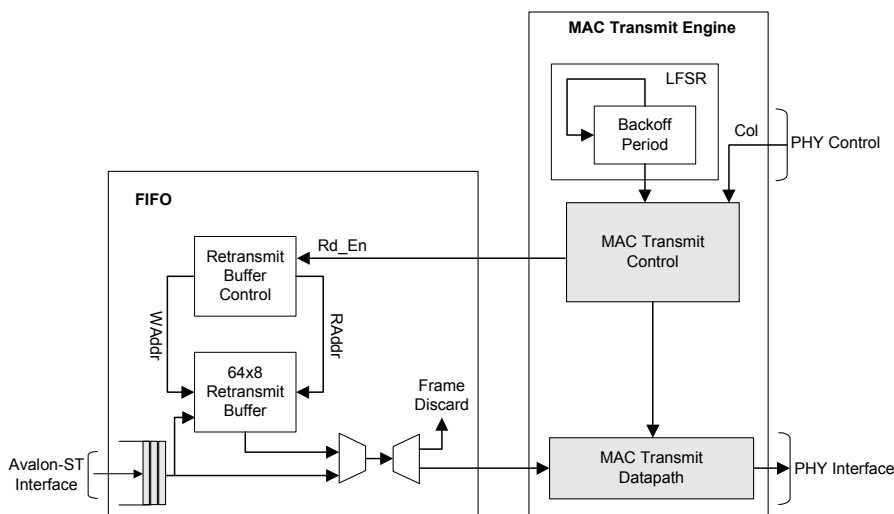 MAC Transmit Engine
LFSR
Backoff
Period
Col
PHY Control
FIFO
Rd_En
MAC Transmit
Control
Retransmit
Buffer
Control
WAddr
RAddr
64x8
Retransmit
Buffer
Frame
Discard
Avalon-ST
Interface
MAC Transmit
Datapath
PHY Interface